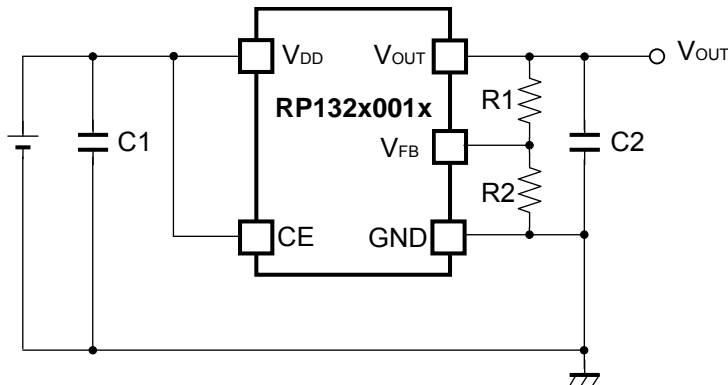 VDD
VOUT
VOUT
R1
RP132x001x
C1
VFB
C2
R2
CE
GND